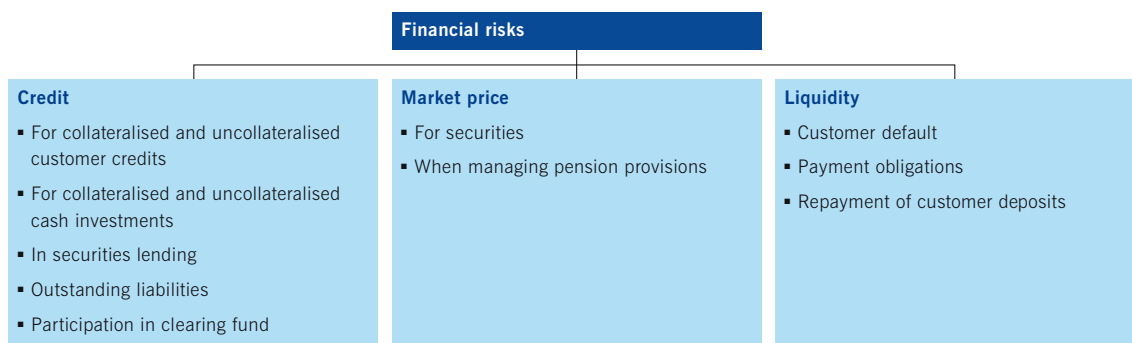 Financial risks
Credit
▪ For collateralised and uncollateralised
customer credits
▪ For collateralised and uncollateralised
cash investments
▪ In securities lending
▪ Outstanding liabilities
▪ Participation in clearing fund
Market price
▪ For securities
▪ When managing pension provisions
Liquidity
▪ Customer default
▪ Payment obligations
▪ Repayment of customer deposits